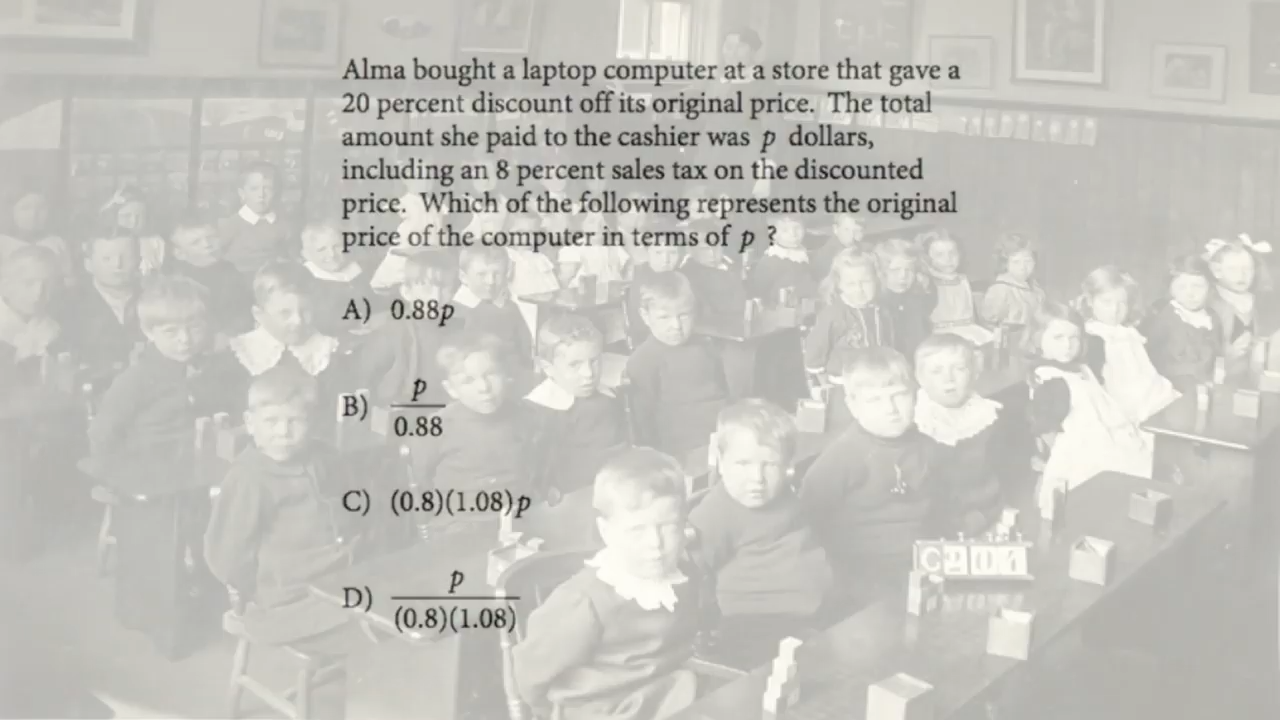 Alma bought a laptop computer at a store that gave a
20 percent discount off its original price. The total
amount she paid to the cashier was p dollars,
including an 8 percent sales tax on the discounted
price. Which of the following represents the original
price of the computer in terms of p ?
A) 0.88p
B) p/0.88
C) (0.8)(1.08)p
D) p/(0.8)(1.08)
C201